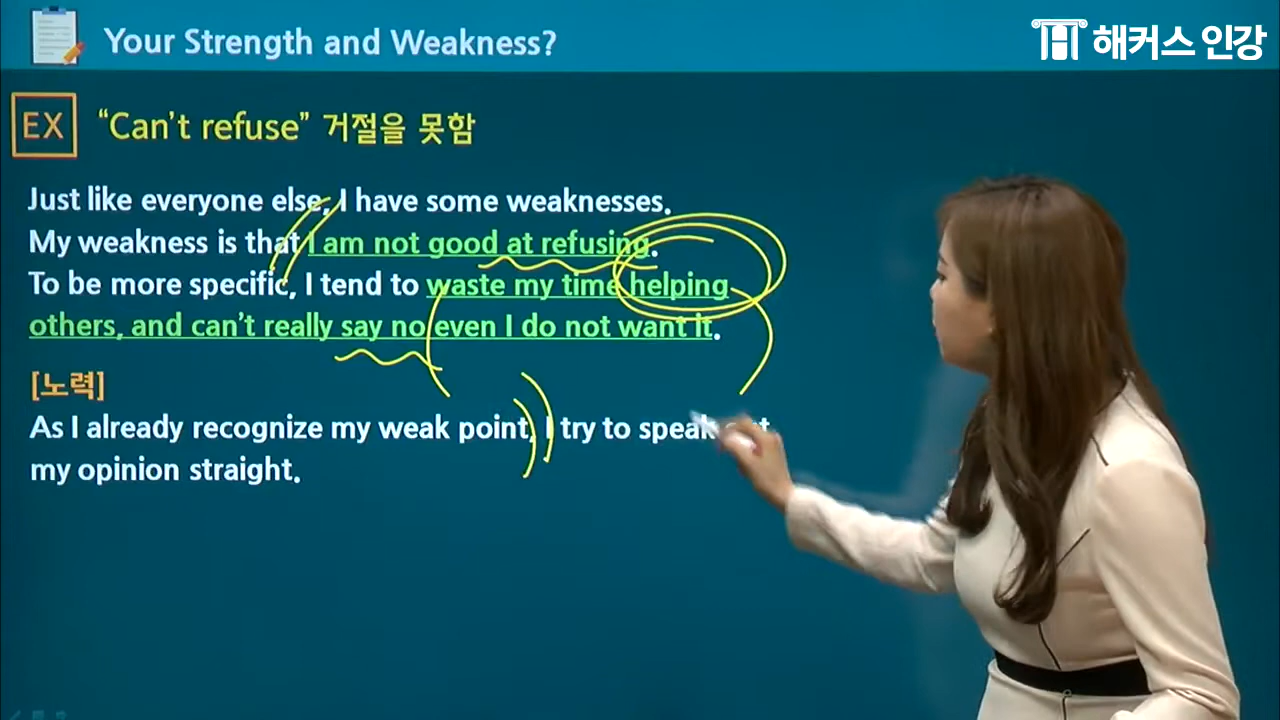 Your Strength and Weakness?
해커스 인강
EX "Can't refuse" 거절을 못함
Just like everyone else, I have some weaknesses.
My weakness is that I am not good at refusing.
To be more specific, I tend to waste my time helping
others, and can't really say no even I do not want it.
[노력]
As I already recognize my weak point, I try to speak
my opinion straight.